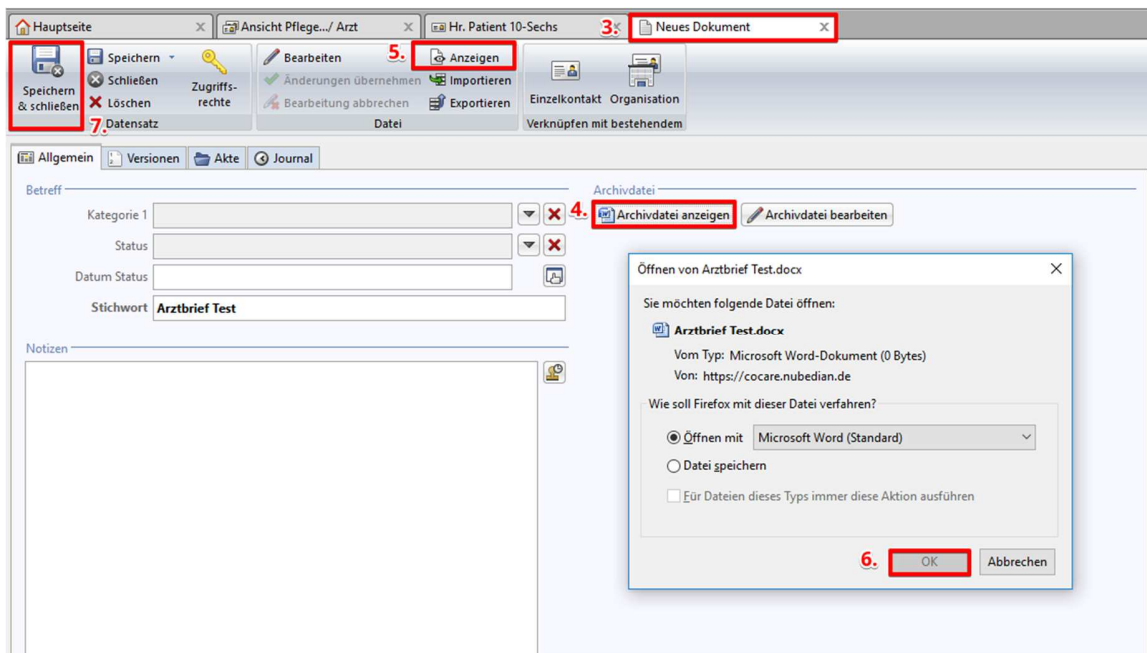 Hauptseite
Ansicht Pflege.../ Arzt
Hr. Patient 10-Sechs
3.
Neues Dokument
Speichern & schließen
Speichern
Schließen
Löschen
Zugriffs-
rechte
7.
Datensatz
Bearbeiten
5.
Anzeigen
Änderungen übernehmen
Importieren
Bearbeitung abbrechen
Exportieren
Datei
Einzelkontakt
Organisation
Verknüpfen mit bestehendem
Allgemein
Versionen
Akte
Journal
Betreff
Kategorie 1
Status
Datum Status
Stichwort
Arztbrief Test
Notizen
Archivdatei
4.
Archivdatei anzeigen
Archivdatei bearbeiten
Öffnen von Arztbrief Test.docx
Sie möchten folgende Datei öffnen:
Arztbrief Test.docx
Vom Typ: Microsoft Word-Dokument (0 Bytes)
Von: https://cocare.nubedian.de
Wie soll Firefox mit dieser Datei verfahren?
Öffnen mit
Microsoft Word (Standard)
Datei speichern
Für Dateien dieses Typs immer diese Aktion ausführen
6.
OK
Abbrechen